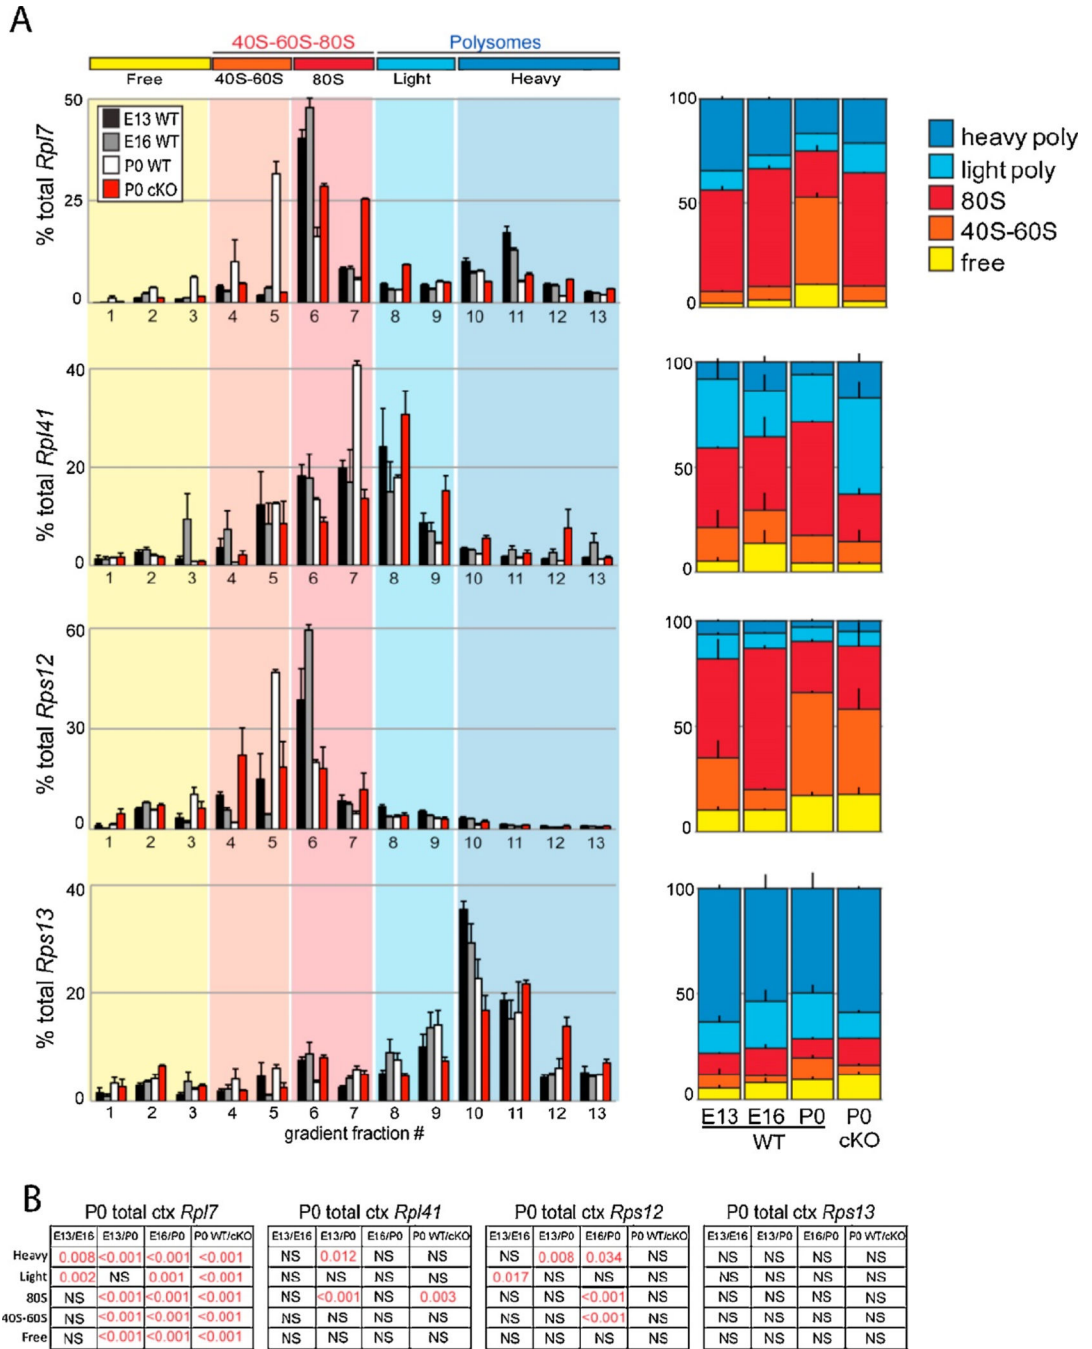 A
40S-60S-80S Polysomes
Free 40S-60S 80S Light Heavy
% total Rpl7
50
25
0
E13 WT
E16 WT
P0 WT
P0 cKO
1 2 3 4 5 6 7 8 9 10 11 12 13
100
50
0
heavy poly
light poly
80S
40S-60S
free
% total Rpl41
40
20
0
1 2 3 4 5 6 7 8 9 10 11 12 13
100
50
0
% total Rps12
60
30
0
1 2 3 4 5 6 7 8 9 10 11 12 13
100
50
0
% total Rps13
40
20
1 2 3 4 5 6 7 8 9 10 11 12 13
gradient fraction #
100
50
0
E13 E16 P0 P0
WT cKO
B
P0 total ctx Rpl7 P0 total ctx Rpl41 P0 total ctx Rps12 P0 total ctx Rps13
E13/E16 E13/P0 E16/P0 P0 WT/cKO E13/E16 E13/P0 E16/P0 P0 WT/cKO E13/E16 E13/P0 E16/P0 P0 WT/cKO E13/E16 E13/P0 E16/P0 P0 WT/cKO
Heavy 0.008 <0.001 <0.001 <0.001 NS 0.012 NS NS NS 0.008 0.034 NS NS NS NS NS
Light 0.002 NS 0.001 <0.001 NS NS NS NS 0.017 NS NS NS NS NS NS NS
80S NS <0.001 <0.001 <0.001 NS <0.001 NS 0.003 NS NS <0.001 NS NS NS NS NS
40S-60S NS <0.001 <0.001 <0.001 NS NS NS NS NS NS <0.001 NS NS NS NS NS
Free NS <0.001 <0.001 <0.001 NS NS NS NS NS NS NS NS NS NS NS NS